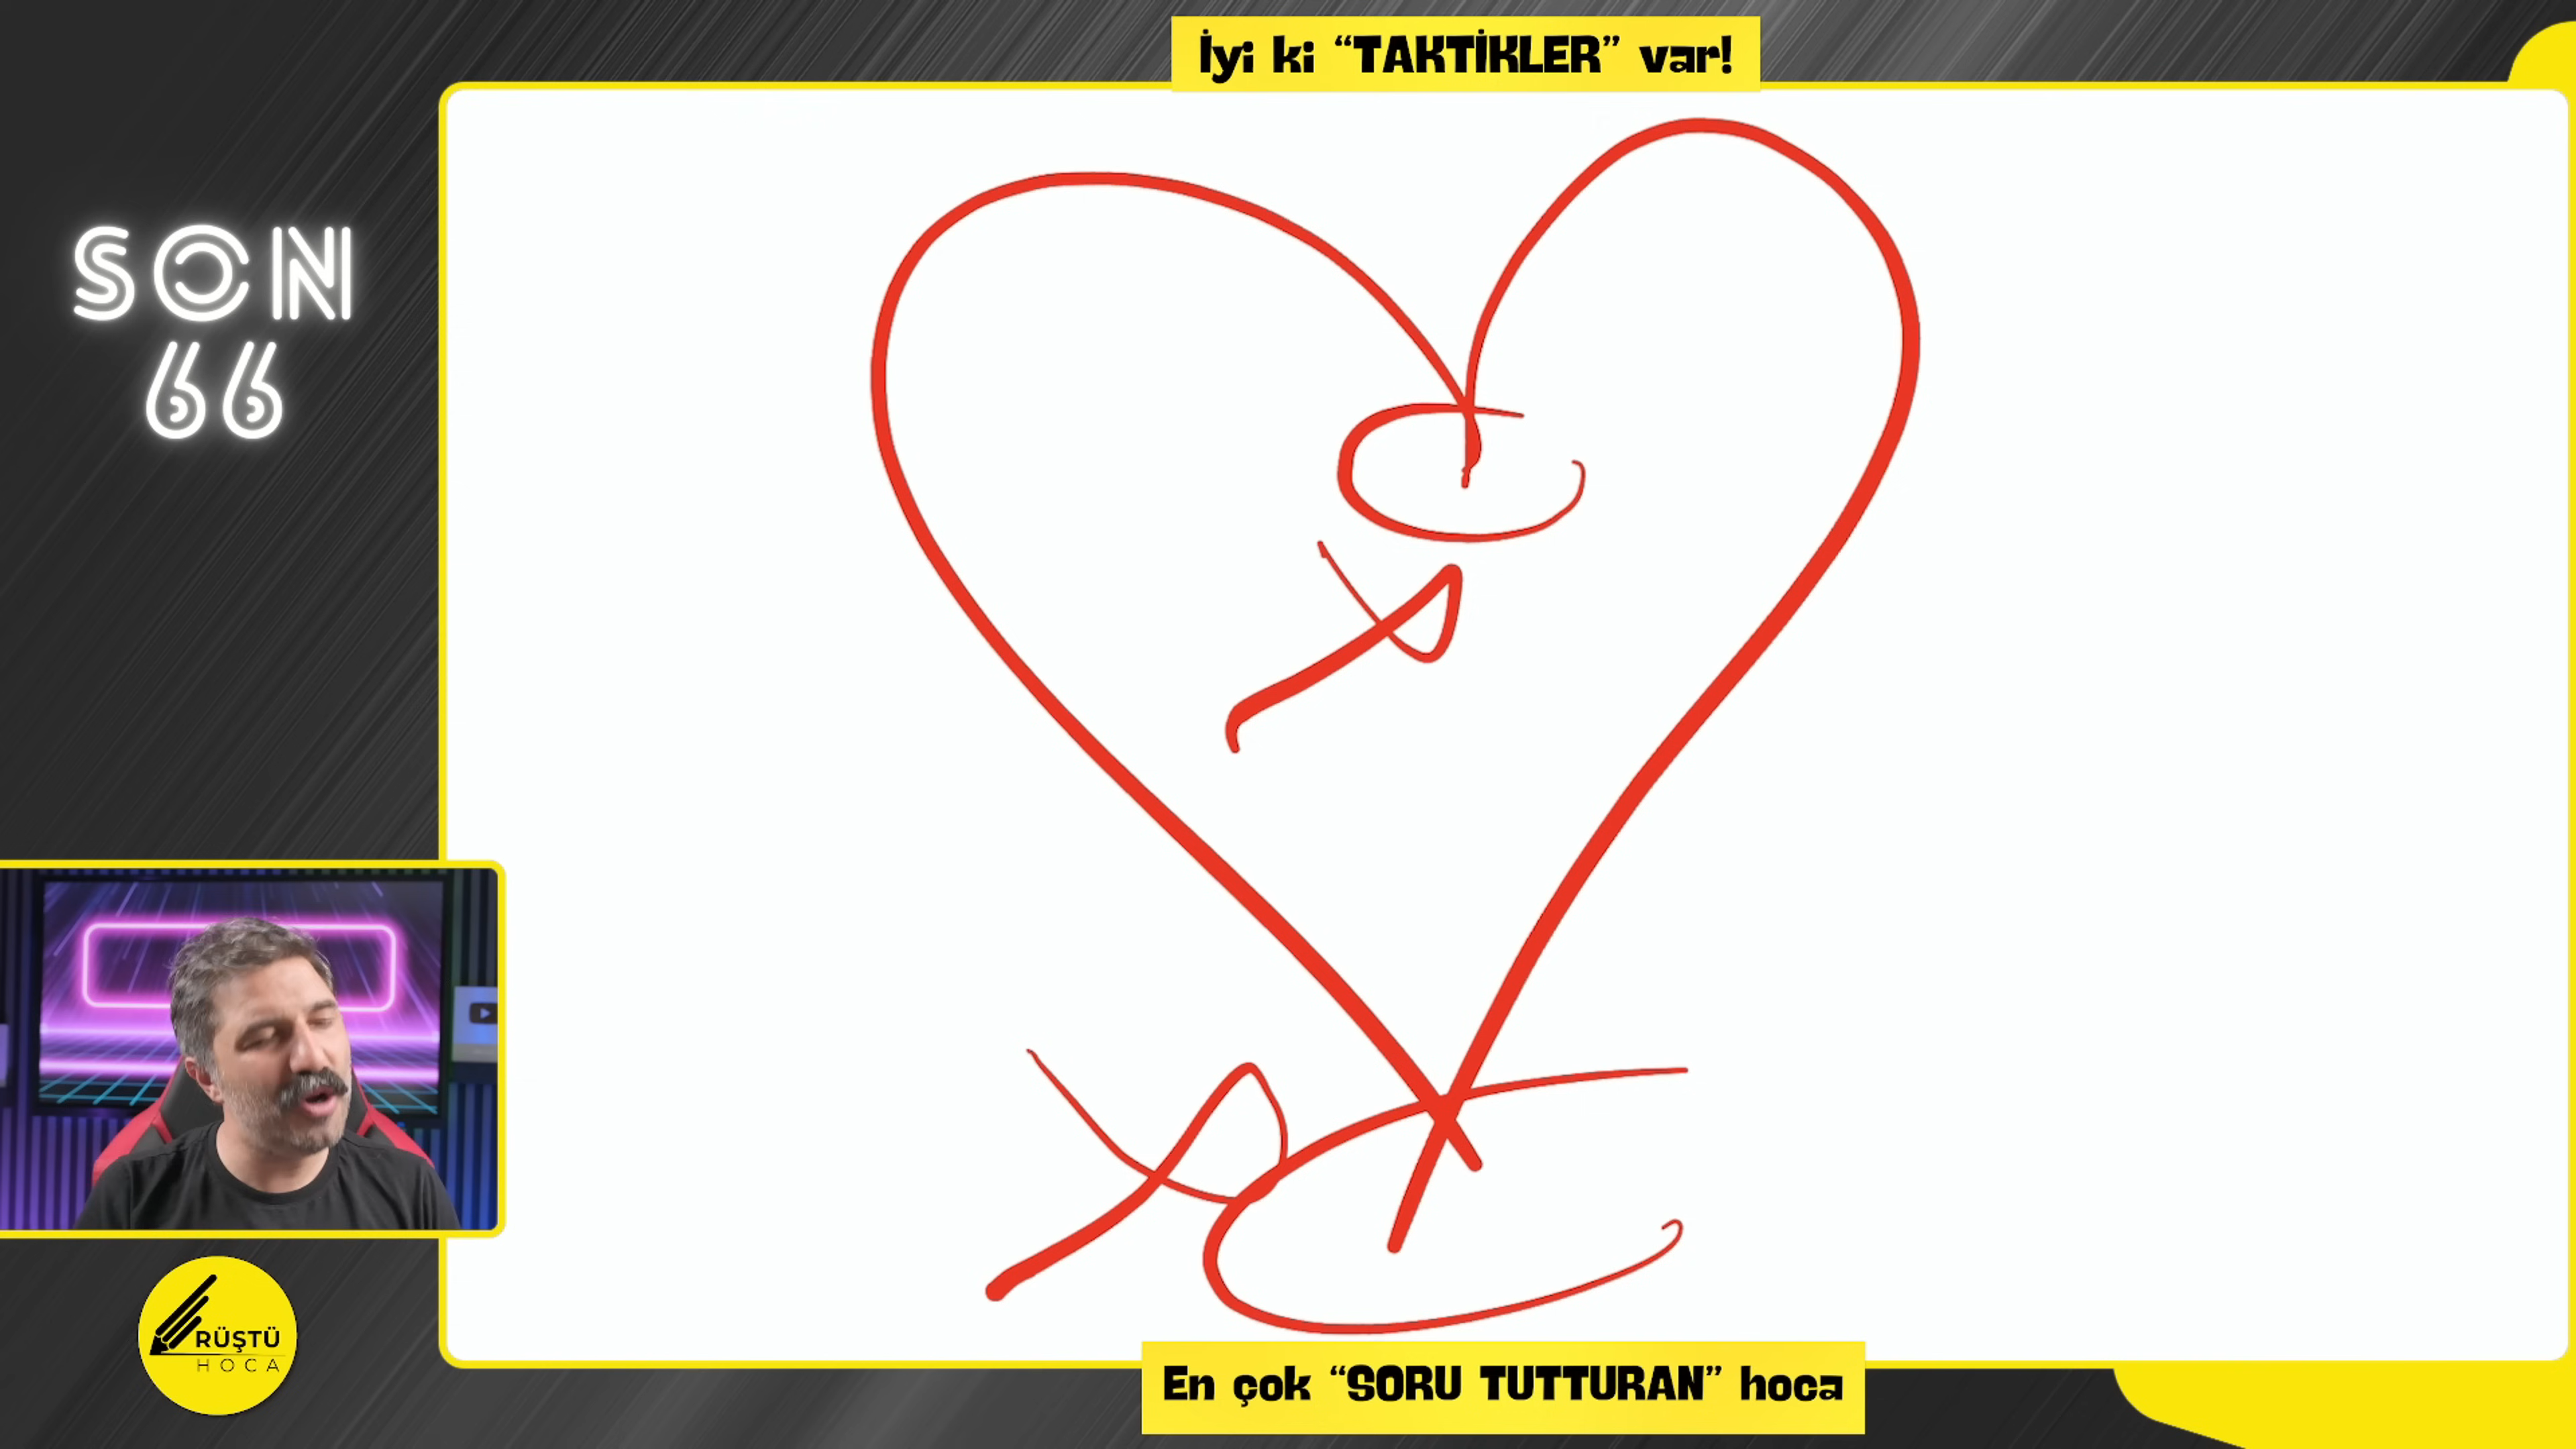 İyi ki “TAKTİKLER” var!
SON
66
RÜŞTÜ
HOCA
En çok “SORU TUTTURAN” hoca